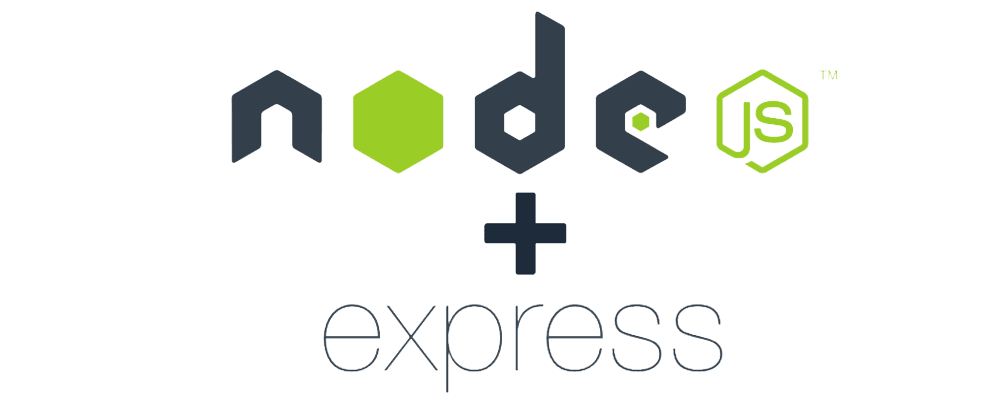 node JS ™
+
express